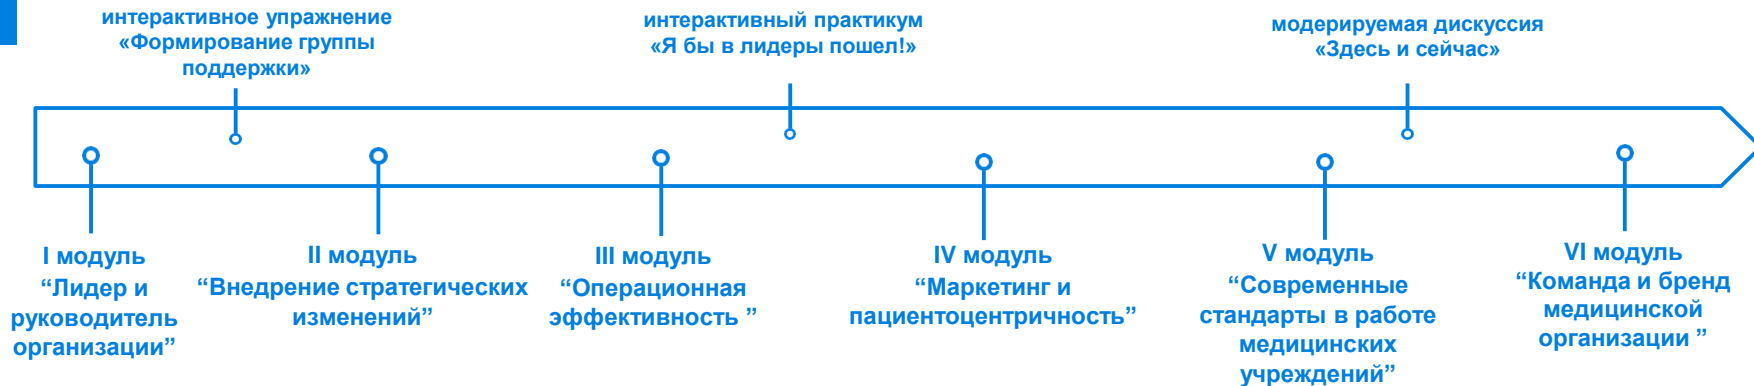 интерактивное упражнение
«Формирование группы
поддержки»
интерактивный практикум
«Я бы в лидеры пошел!»
модерируемая дискуссия
«Здесь и сейчас»
I модуль
“Лидер и
руководитель
организации”
II модуль
“Внедрение стратегических
изменений”
III модуль
“Операционная
эффективность ”
IV модуль
“Маркетинг и
пациентоцентричность”
V модуль
“Современные
стандарты в работе
медицинских
учреждений”
VI модуль
“Команда и бренд
медицинской
организации ”